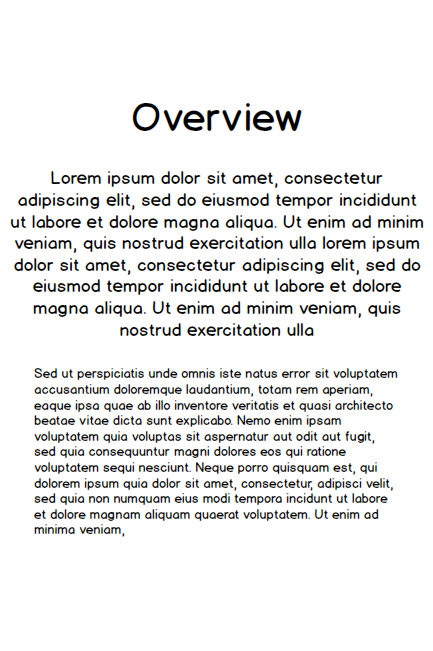 Overview
Lorem ipsum dolor sit amet, consectetur
adipiscing elit, sed do eiusmod tempor incididunt
ut labore et dolore magna aliqua. Ut enim ad minim
veniam, quis nostrud exercitation ulla lorem ipsum
dolor sit amet, consectetur adipiscing elit, sed do
eiusmod tempor incididunt ut labore et dolore
magna aliqua. Ut enim ad minim veniam, quis
nostrud exercitation ulla
Sed ut perspiciatis unde omnis iste natus error sit voluptatem
accusantium doloremque laudantium, totam rem aperiam,
eaque ipsa quae ab illo inventore veritatis et quasi architecto
beatae vitae dicta sunt explicabo. Nemo enim ipsam
voluptatem quia voluptas sit aspernatur aut odit aut fugit,
sed quia consequuntur magni dolores eos qui ratione
voluptatem sequi nesciunt. Neque porro quisquam est, qui
dolorem ipsum quia dolor sit amet, consectetur, adipisci velit,
sed quia non numquam eius modi tempora incidunt ut labore
et dolore magnam aliquam quaerat voluptatem. Ut enim ad
minima veniam,